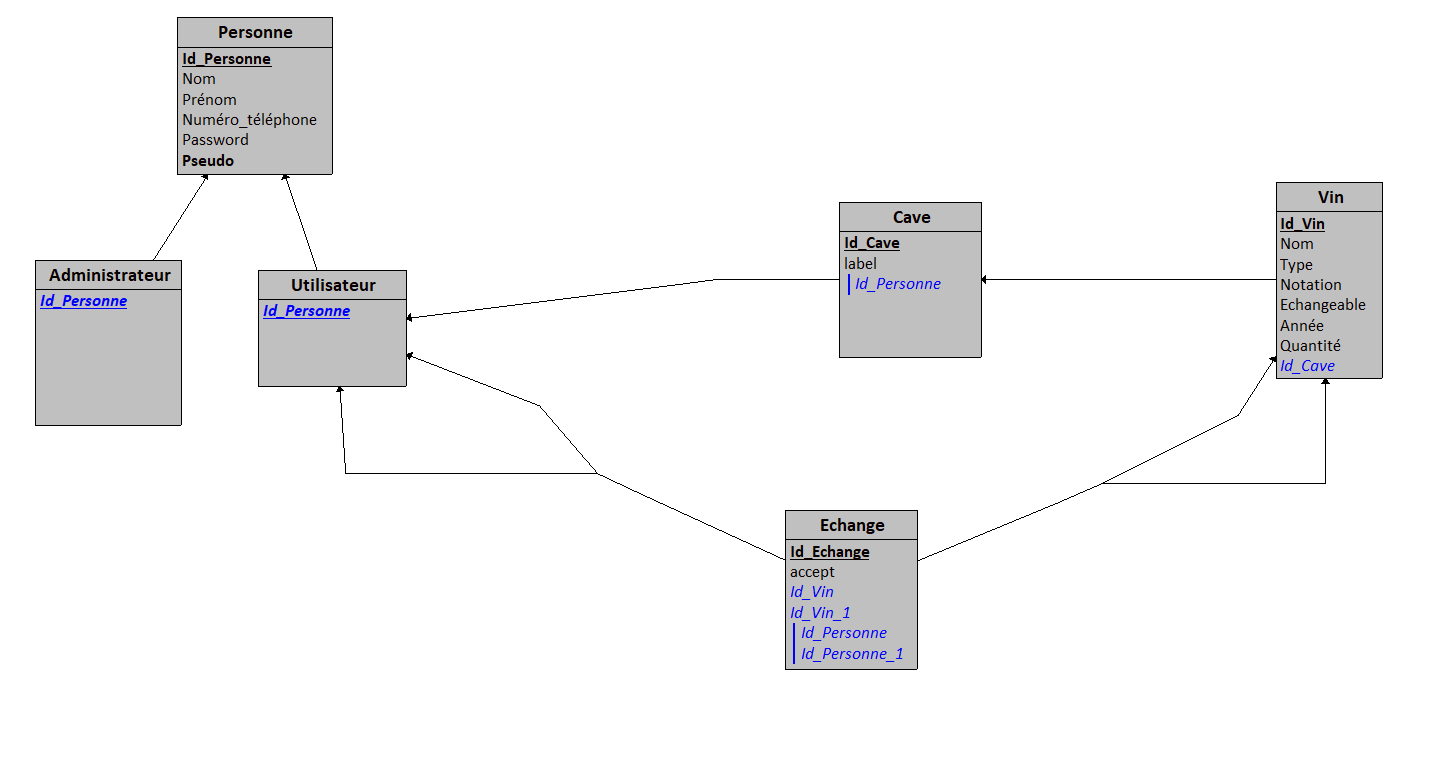 Personne
Id_Personne
Nom
Prénom
Numéro_téléphone
Password
Pseudo
Administrateur
Id_Personne
Utilisateur
Id_Personne
Cave
Id_Cave
label
Id_Personne
Vin
Id_Vin
Nom
Type
Notation
Echangeable
Année
Quantité
Id_Cave
Echange
Id_Echange
accept
Id_Vin
Id_Vin_1
Id_Personne
Id_Personne_1